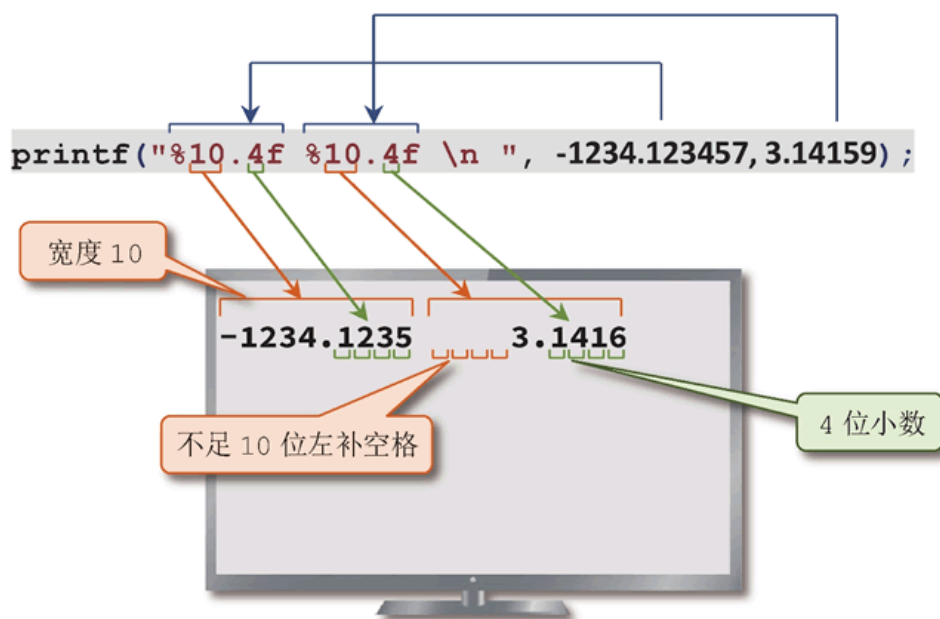 printf("%10.4f %10.4f \n ", -1234.123457, 3.14159);
宽度 10
-1234.1235 3.1416
不足 10 位左补空格
4 位小数